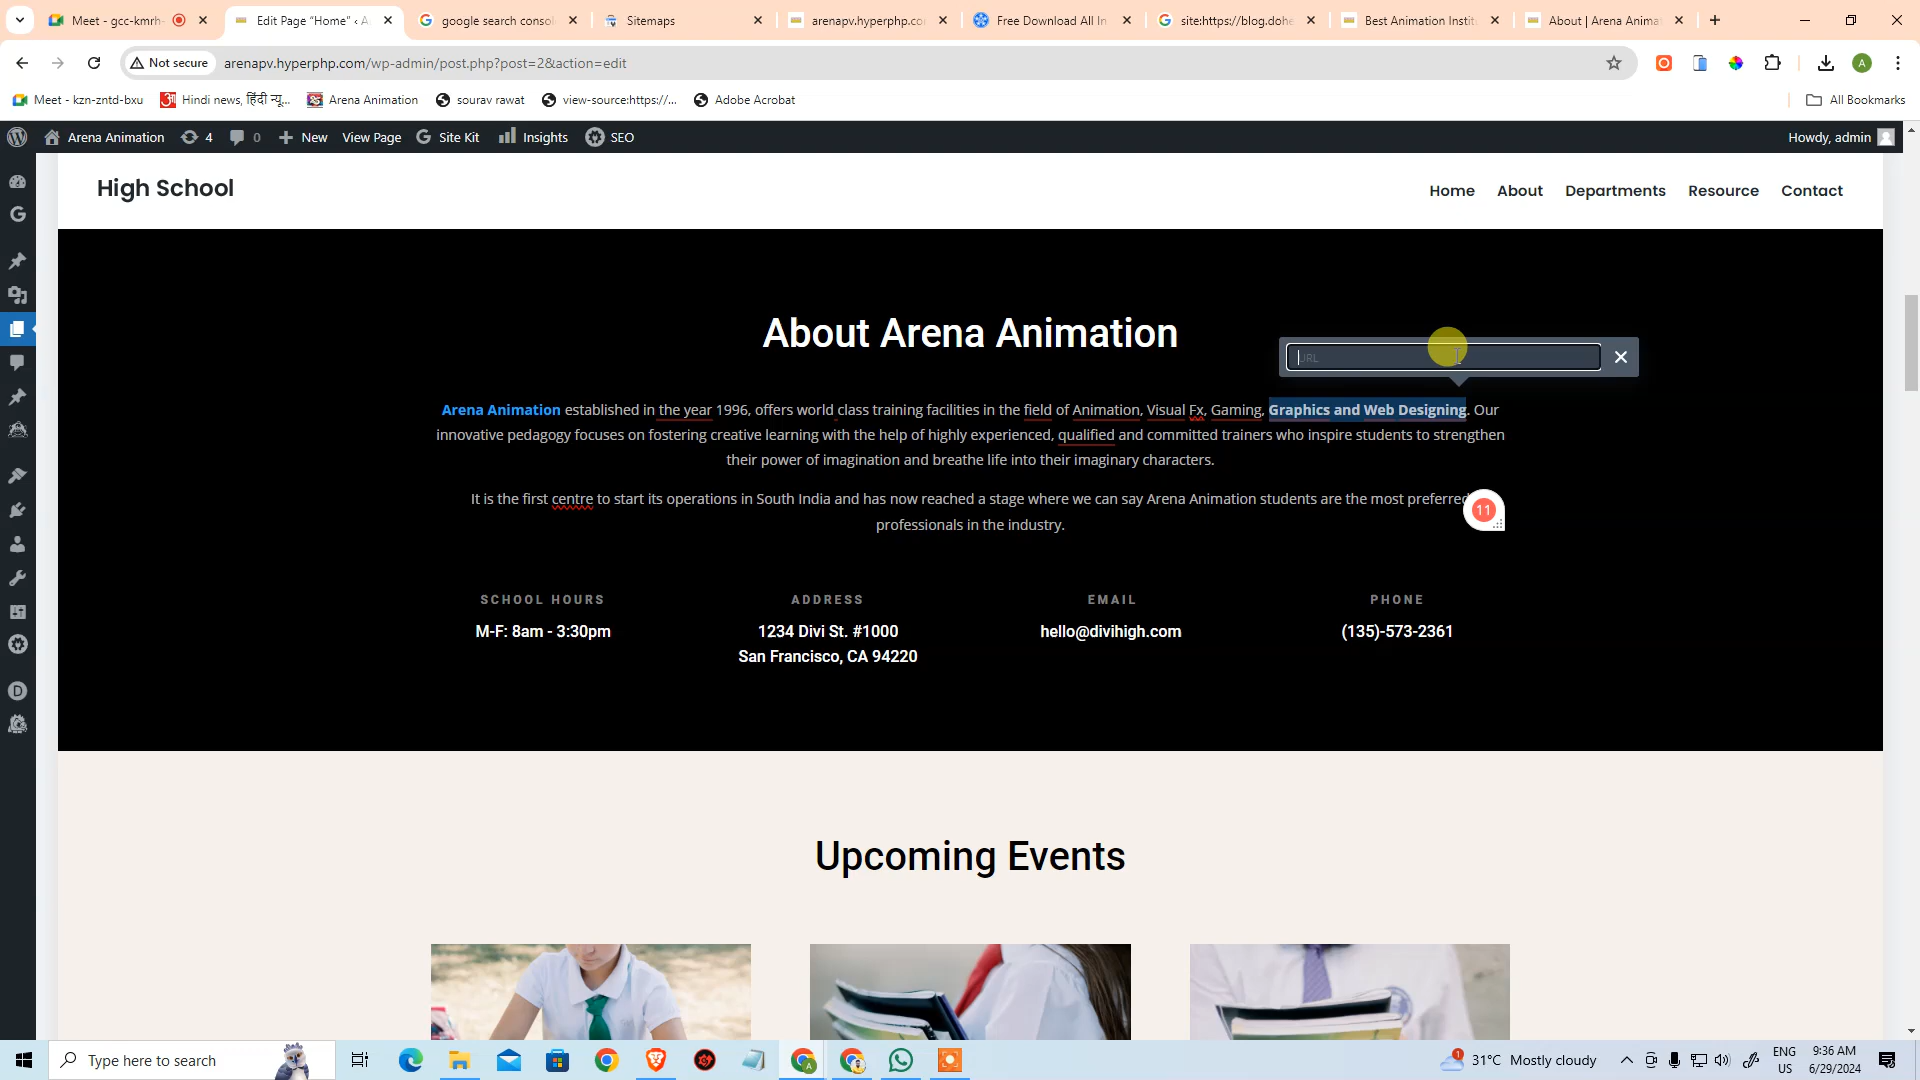 Meet - gcc-kmrh-
Edit Page “Home” ‹ A
google search consol
Sitemaps
arenapv.hyperphp.co
Free Download All In
site:https://blog.dohe
Best Animation Instit
About | Arena Anima
Not secure
arenapv.hyperphp.com/wp-admin/post.php?post=2&action=edit
A
Meet - kzn-zntd-bxu
Hindi news, हिंदी न्यू...
Arena Animation
sourav rawat
view-source:https://...
Adobe Acrobat
All Bookmarks
Arena Animation
4
0
New
View Page
Site Kit
Insights
SEO
Howdy, admin
High School
Home
About
Departments
Resource
Contact
About Arena Animation
URL
Arena Animation established in the year 1996, offers world class training facilities in the field of Animation, Visual Fx, Gaming, Graphics and Web Designing. Our
innovative pedagogy focuses on fostering creative learning with the help of highly experienced, qualified and committed trainers who inspire students to strengthen
their power of imagination and breathe life into their imaginary characters.
It is the first centre to start its operations in South India and has now reached a stage where we can say Arena Animation students are the most preferred
professionals in the industry.
11
SCHOOL HOURS
M-F: 8am - 3:30pm
ADDRESS
1234 Divi St. #1000
San Francisco, CA 94220
EMAIL
hello@divihigh.com
PHONE
(135)-573-2361
Upcoming Events
Type here to search
1
31°C Mostly cloudy
ENG
US
9:36 AM
6/29/2024